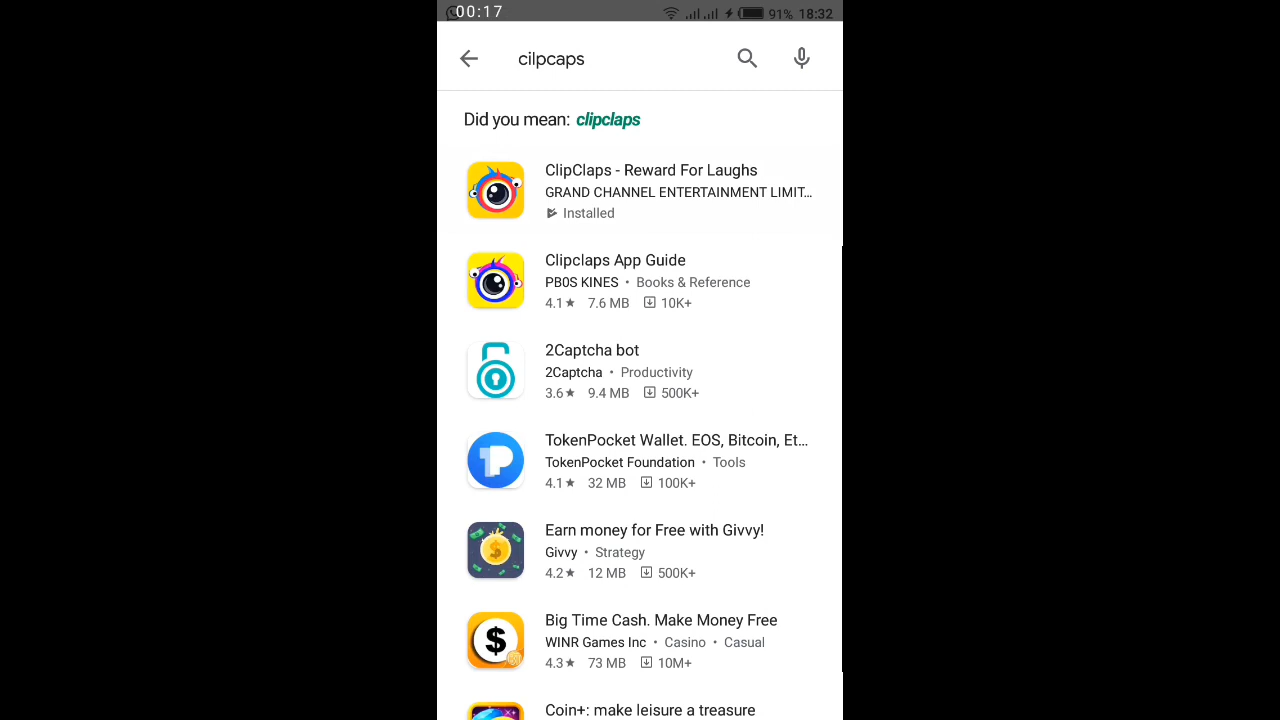 00:17 91% 18:32
cilpcaps
Did you mean: clipclaps
ClipClaps - Reward For Laughs
GRAND CHANNEL ENTERTAINMENT LIMIT...
Installed
Clipclaps App Guide
PB0S KINES • Books & Reference
4.1★ 7.6 MB 10K+
2Captcha bot
2Captcha • Productivity
3.6★ 9.4 MB 500K+
TokenPocket Wallet. EOS, Bitcoin, Et...
TokenPocket Foundation • Tools
4.1★ 32 MB 100K+
Earn money for Free with Givvy!
Givvy • Strategy
4.2★ 12 MB 500K+
Big Time Cash. Make Money Free
WINR Games Inc • Casino • Casual
4.3★ 73 MB 10M+
Coin+: make leisure a treasure